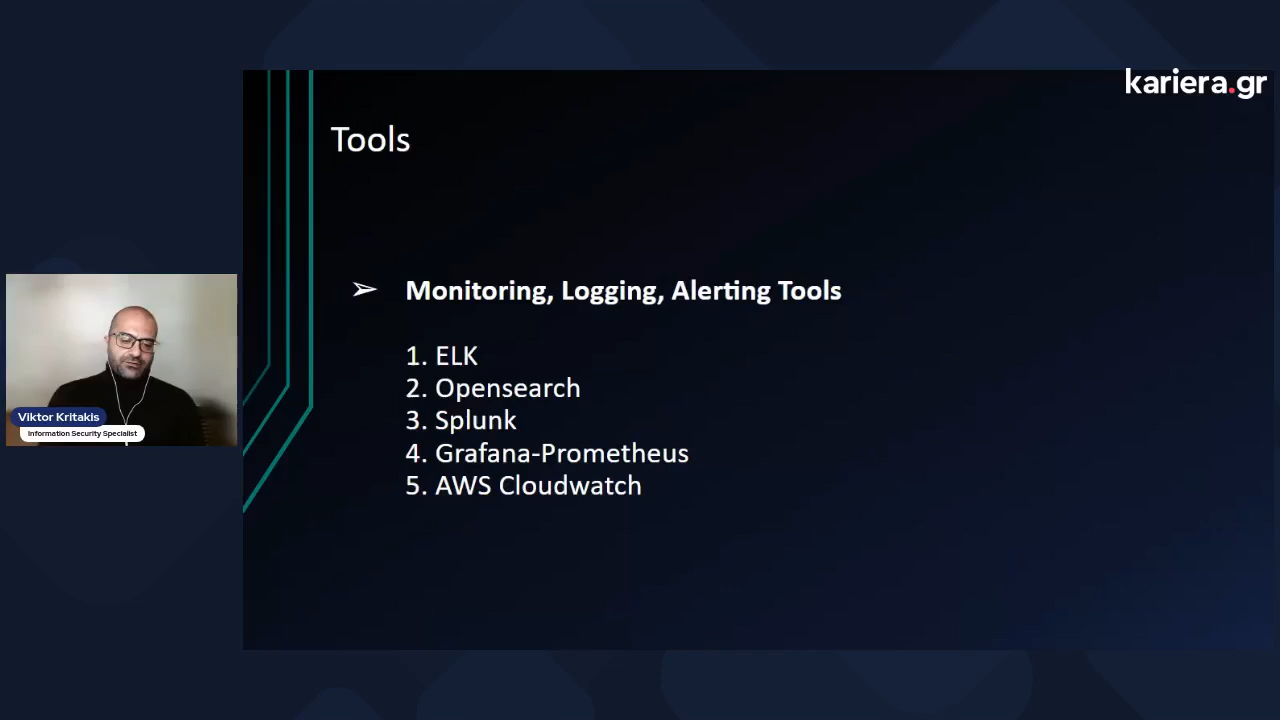 kariera.gr
Tools
➢ Monitoring, Logging, Alerting Tools
1. ELK
2. Opensearch
3. Splunk
4. Grafana-Prometheus
5. AWS Cloudwatch
Viktor Kritakis
Information Security Specialist